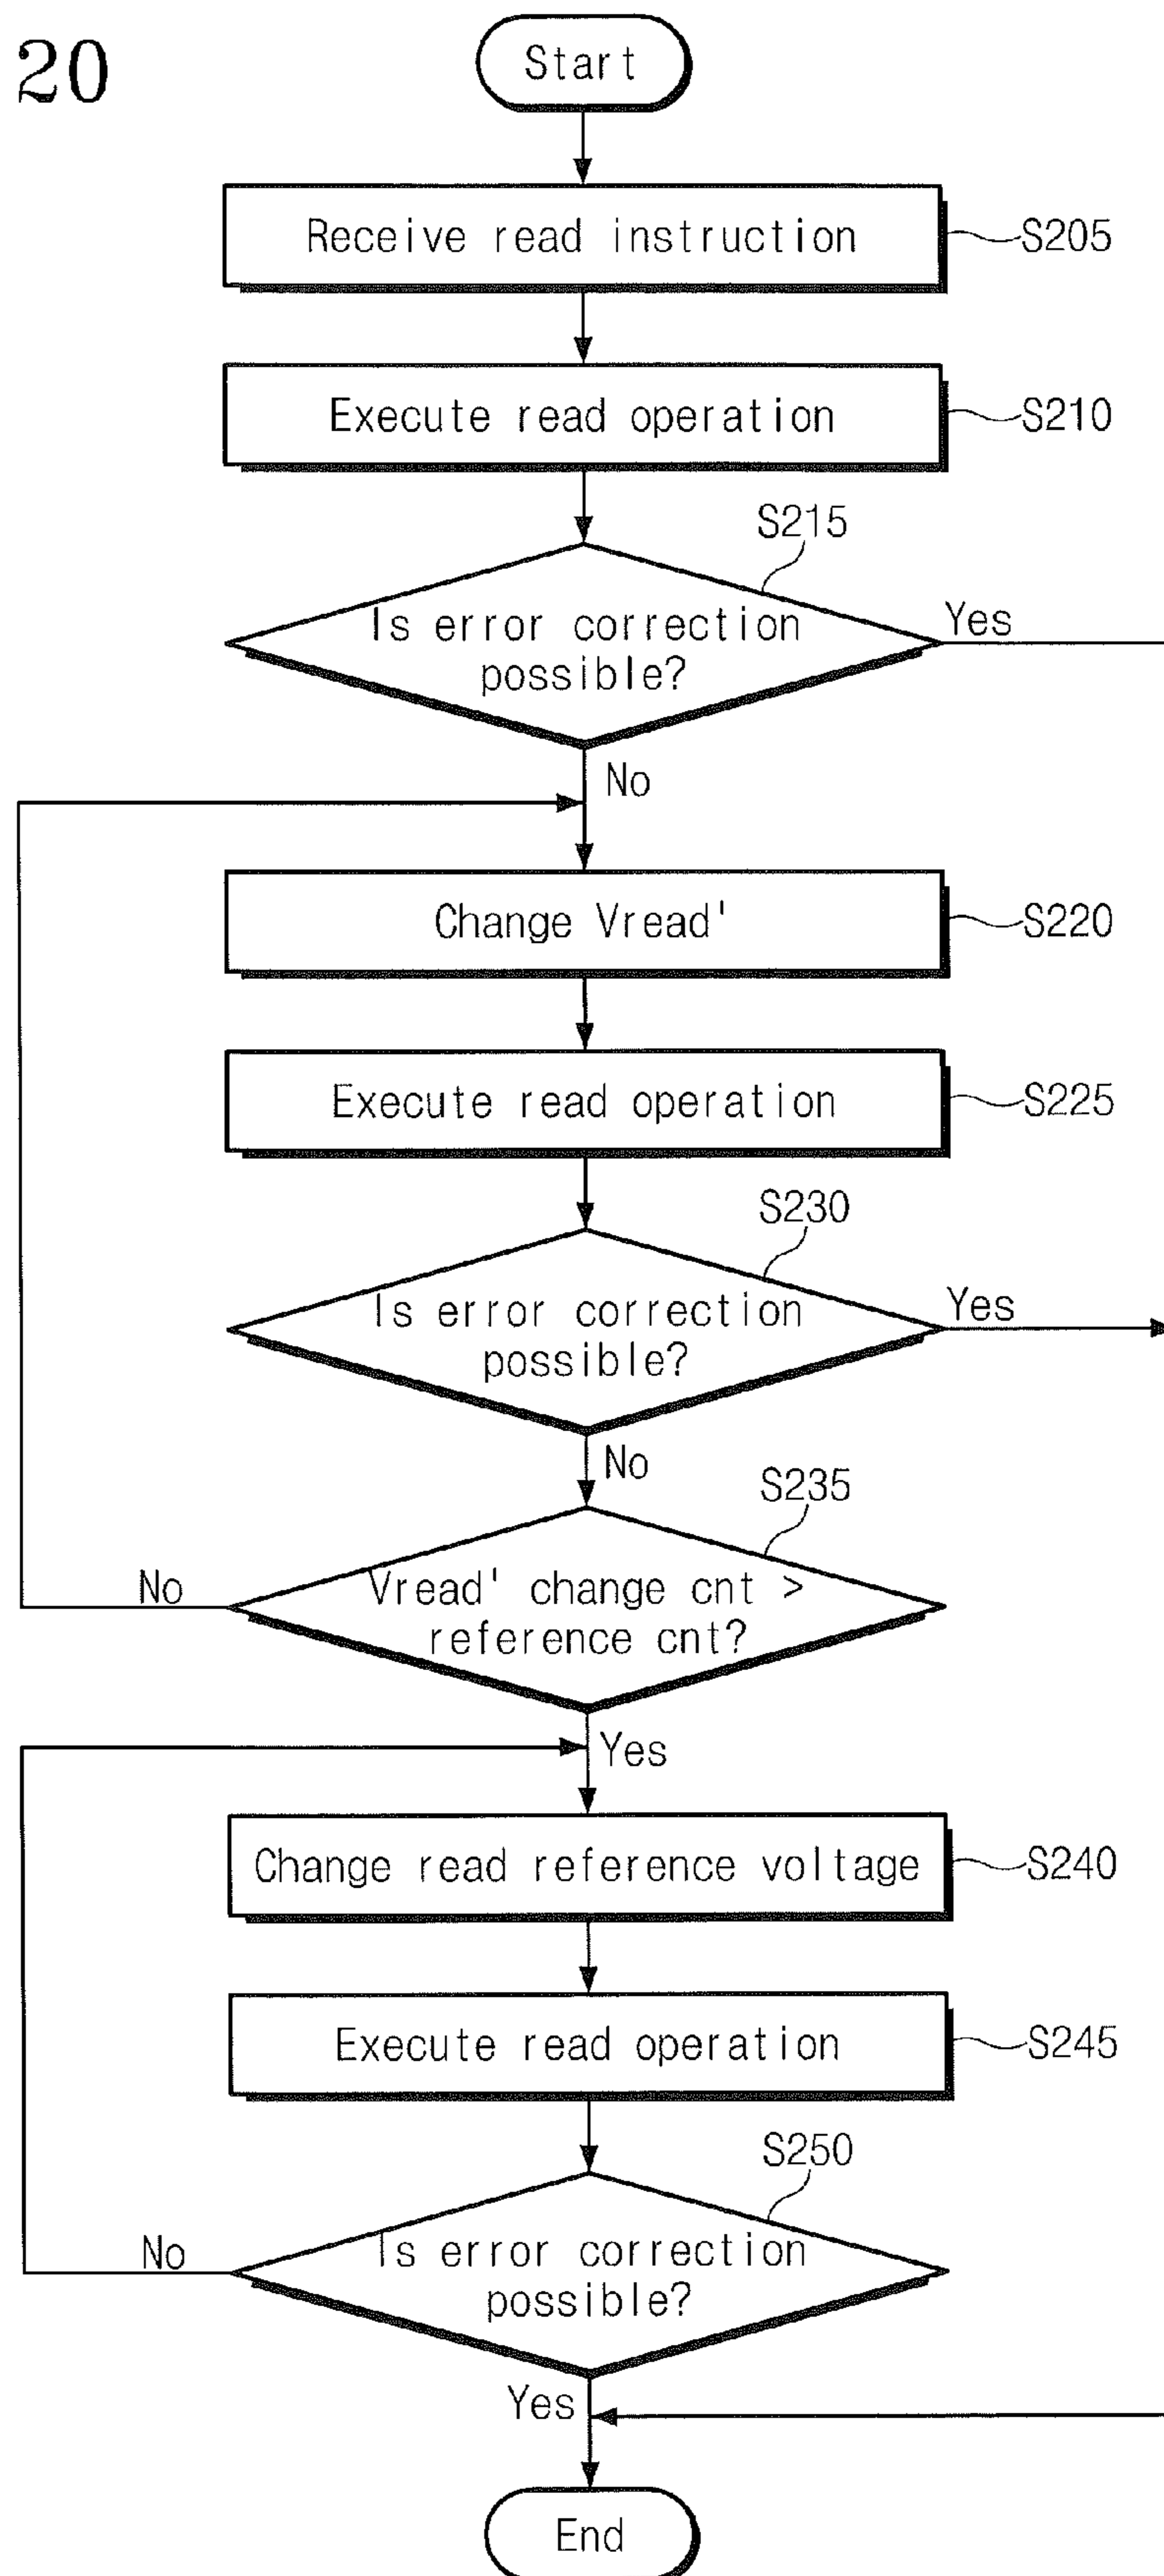 20
Start
Receive read instruction
S205
Execute read operation
S210
S215
Is error correction
possible?
Yes
No
Change Vread'
S220
Execute read operation
S225
S230
Is error correction
possible?
Yes
No
S235
Vread' change cnt >
reference cnt?
No
Yes
Change read reference voltage
S240
Execute read operation
S245
S250
Is error correction
possible?
No
Yes
End